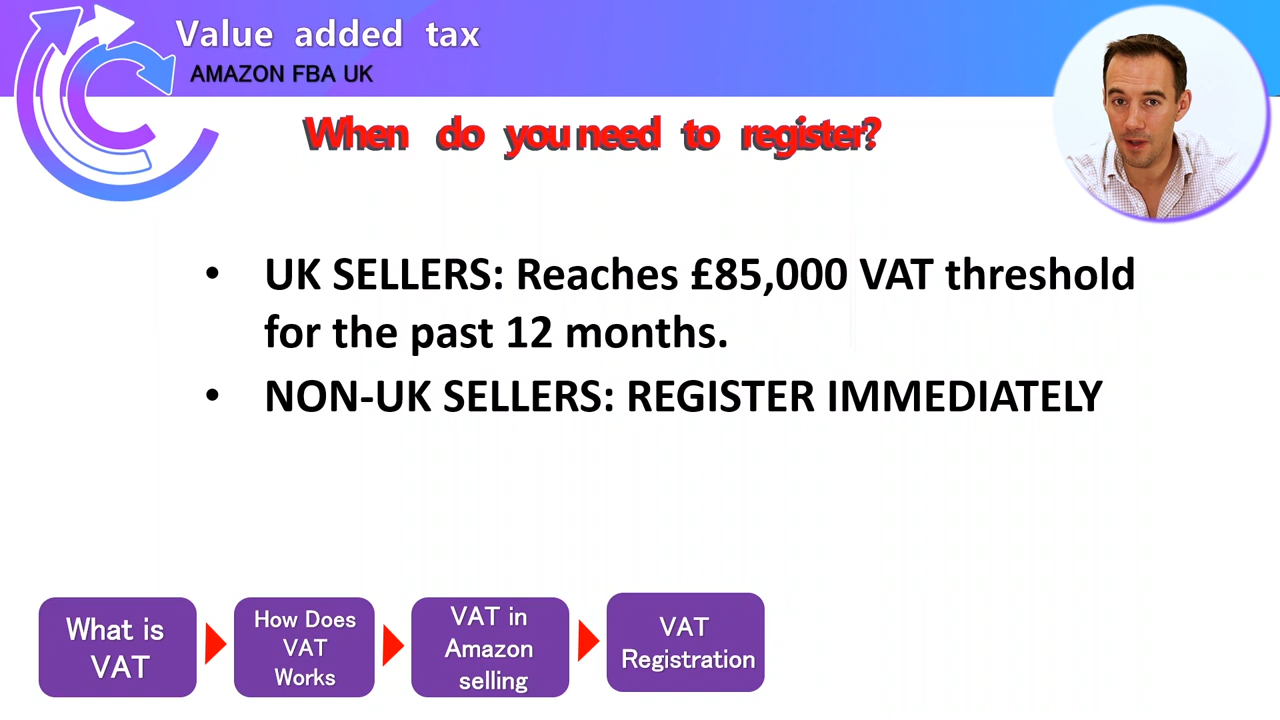 Value added tax
AMAZON FBA UK
When do you need to register?
• UK SELLERS: Reaches £85,000 VAT threshold
for the past 12 months.
• NON-UK SELLERS: REGISTER IMMEDIATELY
What is
VAT
How Does
VAT
Works
VAT in
Amazon
selling
VAT
Registration